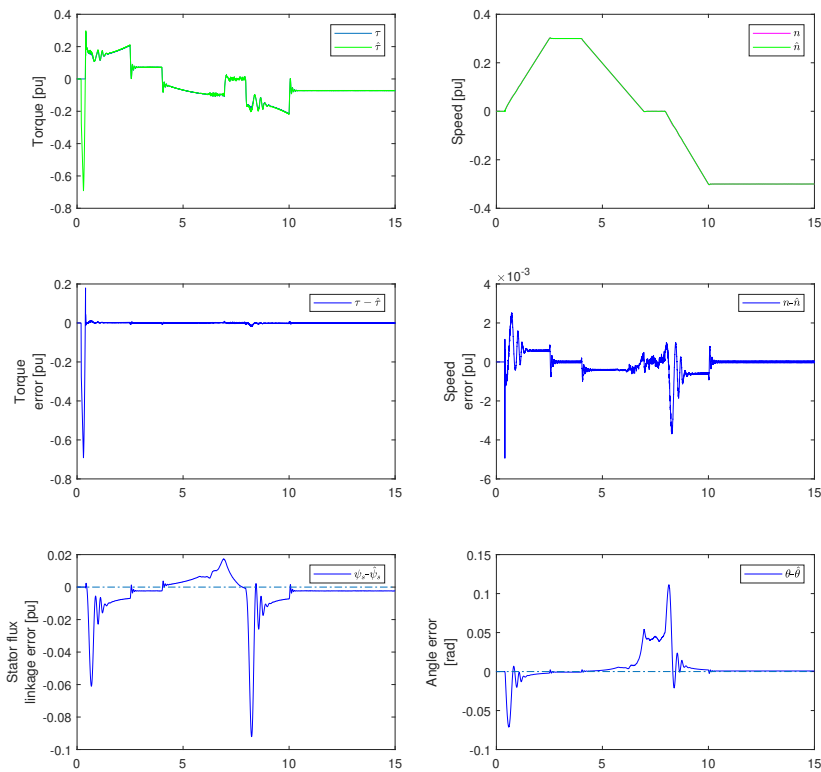 0.4
0.2
0
-0.2
-0.4
-0.6
-0.8
0 5 10 15
Torque [pu]
τ
τ̂
0.4
0.2
0
-0.2
-0.4
0 5 10 15
Speed [pu]
n
n̂
0.2
0
-0.2
-0.4
-0.6
-0.8
0 5 10 15
Torque
error [pu]
τ − τ̂
×10⁻³
4
2
0
-2
-4
-6
0 5 10 15
Speed
error [pu]
n-n̂
0.02
0
-0.02
-0.04
-0.06
-0.08
-0.1
0 5 10 15
Stator flux
linkage error [pu]
ψₛ-ψ̂ₛ
0.15
0.1
0.05
0
-0.05
-0.1
0 5 10 15
Angle error
[rad]
θ-θ̂